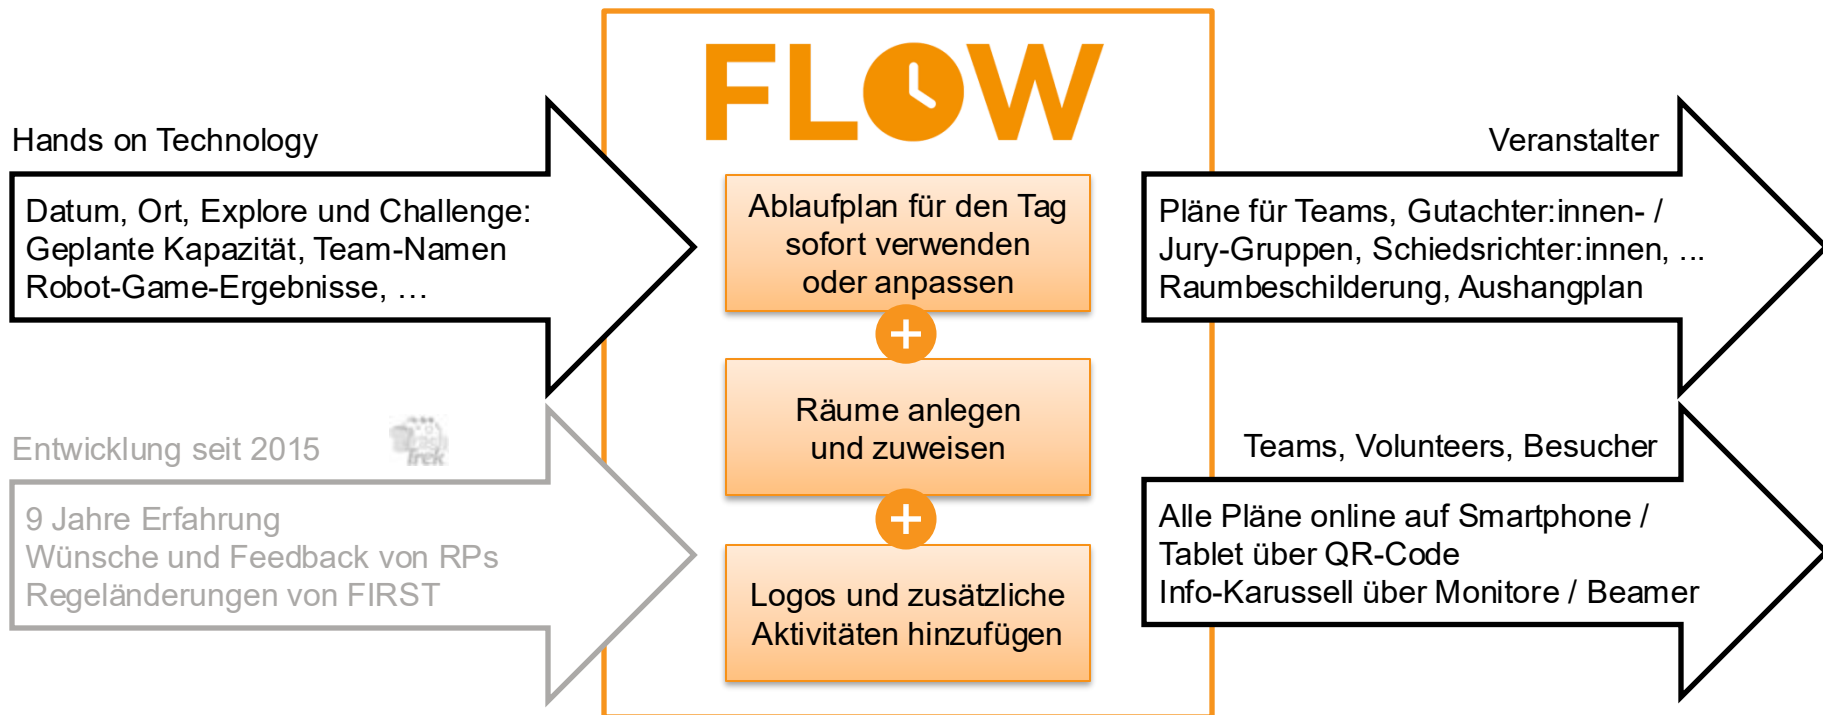 FLOW
Hands on Technology
Datum, Ort, Explore und Challenge:
Geplante Kapazität, Team-Namen
Robot-Game-Ergebnisse, …
Entwicklung seit 2015
Trek
9 Jahre Erfahrung
Wünsche und Feedback von RPs
Regeländerungen von FIRST
Ablaufplan für den Tag
sofort verwenden
oder anpassen
+
Räume anlegen
und zuweisen
+
Logos und zusätzliche
Aktivitäten hinzufügen
Veranstalter
Pläne für Teams, Gutachter:innen- /
Jury-Gruppen, Schiedsrichter:innen, ...
Raumbeschilderung, Aushangplan
Teams, Volunteers, Besucher
Alle Pläne online auf Smartphone /
Tablet über QR-Code
Info-Karussell über Monitore / Beamer